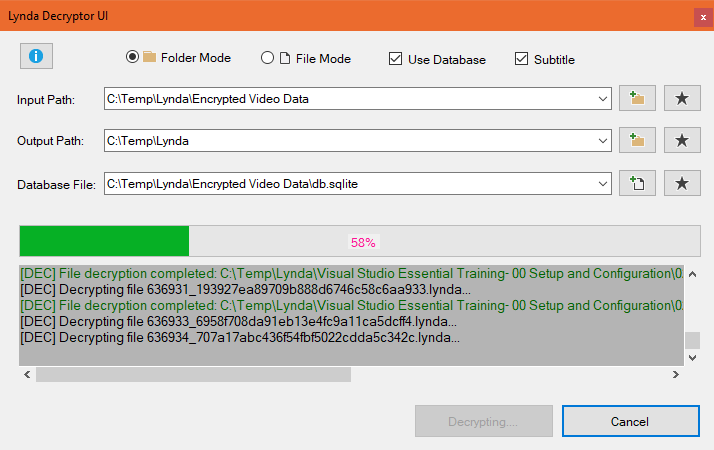 Lynda Decryptor UI
Folder Mode File Mode Use Database Subtitle
Input Path: C:\Temp\Lynda\Encrypted Video Data
Output Path: C:\Temp\Lynda
Database File: C:\Temp\Lynda\Encrypted Video Data\db.sqlite
58%
[DEC] File decryption completed: C:\Temp\Lynda\Visual Studio Essential Training- 00 Setup and Configuration\0
[DEC] Decrypting file 636931_193927ea89709b888d6746c58c6aa933.lynda...
[DEC] File decryption completed: C:\Temp\Lynda\Visual Studio Essential Training- 00 Setup and Configuration\0
[DEC] Decrypting file 636933_6958f708da91eb13e4fc9a11ca5dcff4.lynda...
[DEC] Decrypting file 636934_707a17abc436f54fbf5022cdda5c342c.lynda...
Decrypting.... Cancel